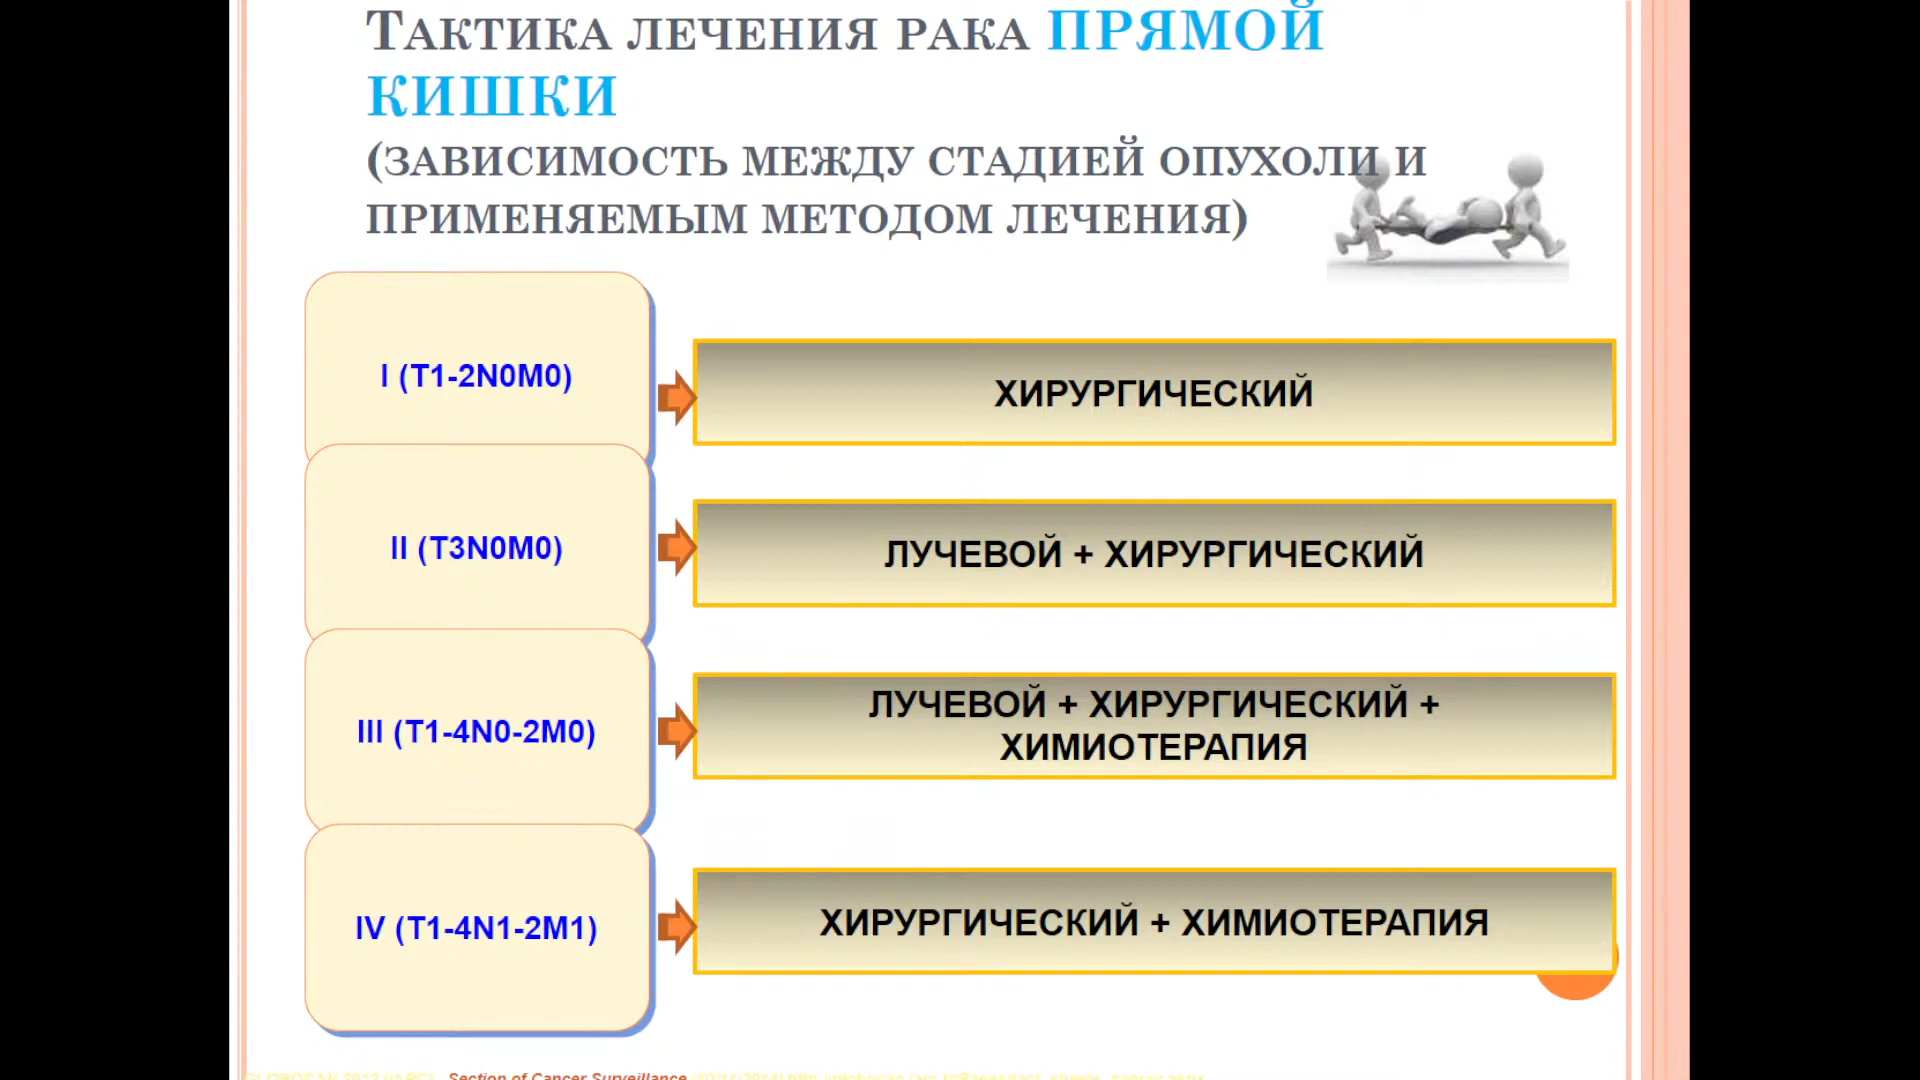 Тактика лечения рака ПРЯМОЙ
КИШКИ
(зависимость между стадией опухоли и
применяемым методом лечения)
I (T1-2N0M0)
ХИРУРГИЧЕСКИЙ
II (T3N0M0)
ЛУЧЕВОЙ + ХИРУРГИЧЕСКИЙ
III (T1-4N0-2M0)
ЛУЧЕВОЙ + ХИРУРГИЧЕСКИЙ +
ХИМИОТЕРАПИЯ
IV (T1-4N1-2M1)
ХИРУРГИЧЕСКИЙ + ХИМИОТЕРАПИЯ
Section of Cancer Surveillance